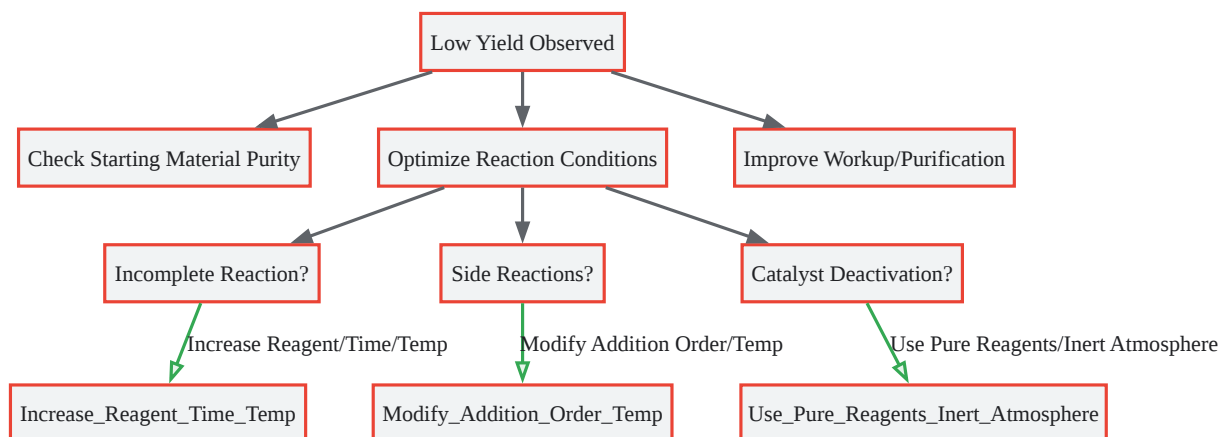 Low Yield Observed
Check Starting Material Purity
Optimize Reaction Conditions
Improve Workup/Purification
Incomplete Reaction?
Side Reactions?
Catalyst Deactivation?
Increase Reagent/Time/Temp
Modify Addition Order/Temp
Use Pure Reagents/Inert Atmosphere
Increase_Reagent_Time_Temp
Modify_Addition_Order_Temp
Use_Pure_Reagents_Inert_Atmosphere